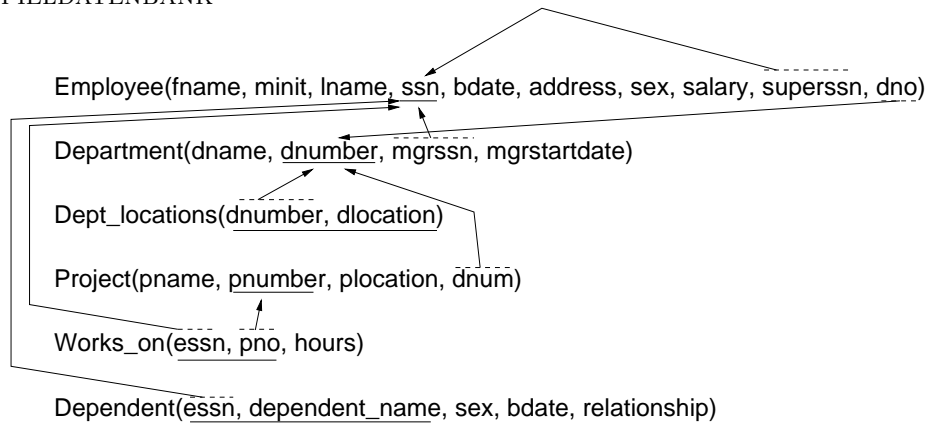 Employee(fname, minit, lname, ssn, bdate, address, sex, salary, superssn, dno)
Department(dname, dnumber, mgrssn, mgrstartdate)
Dept_locations(dnumber, dlocation)
Project(pname, pnumber, plocation, dnum)
Works_on(essn, pno, hours)
Dependent(essn, dependent_name, sex, bdate, relationship)